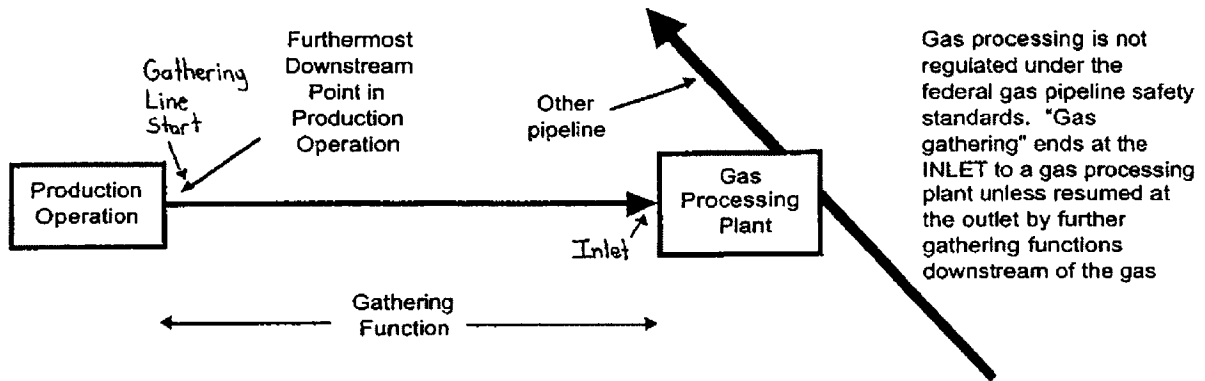 Gathering
Line
Start
Furthermost
Downstream
Point in
Production
Operation
Other
pipeline
Production
Operation
Gas
Processing
Plant
Inlet
Gathering
Function
Gas processing is not
regulated under the
federal gas pipeline safety
standards. "Gas
gathering" ends at the
INLET to a gas processing
plant unless resumed at
the outlet by further
gathering functions
downstream of the gas